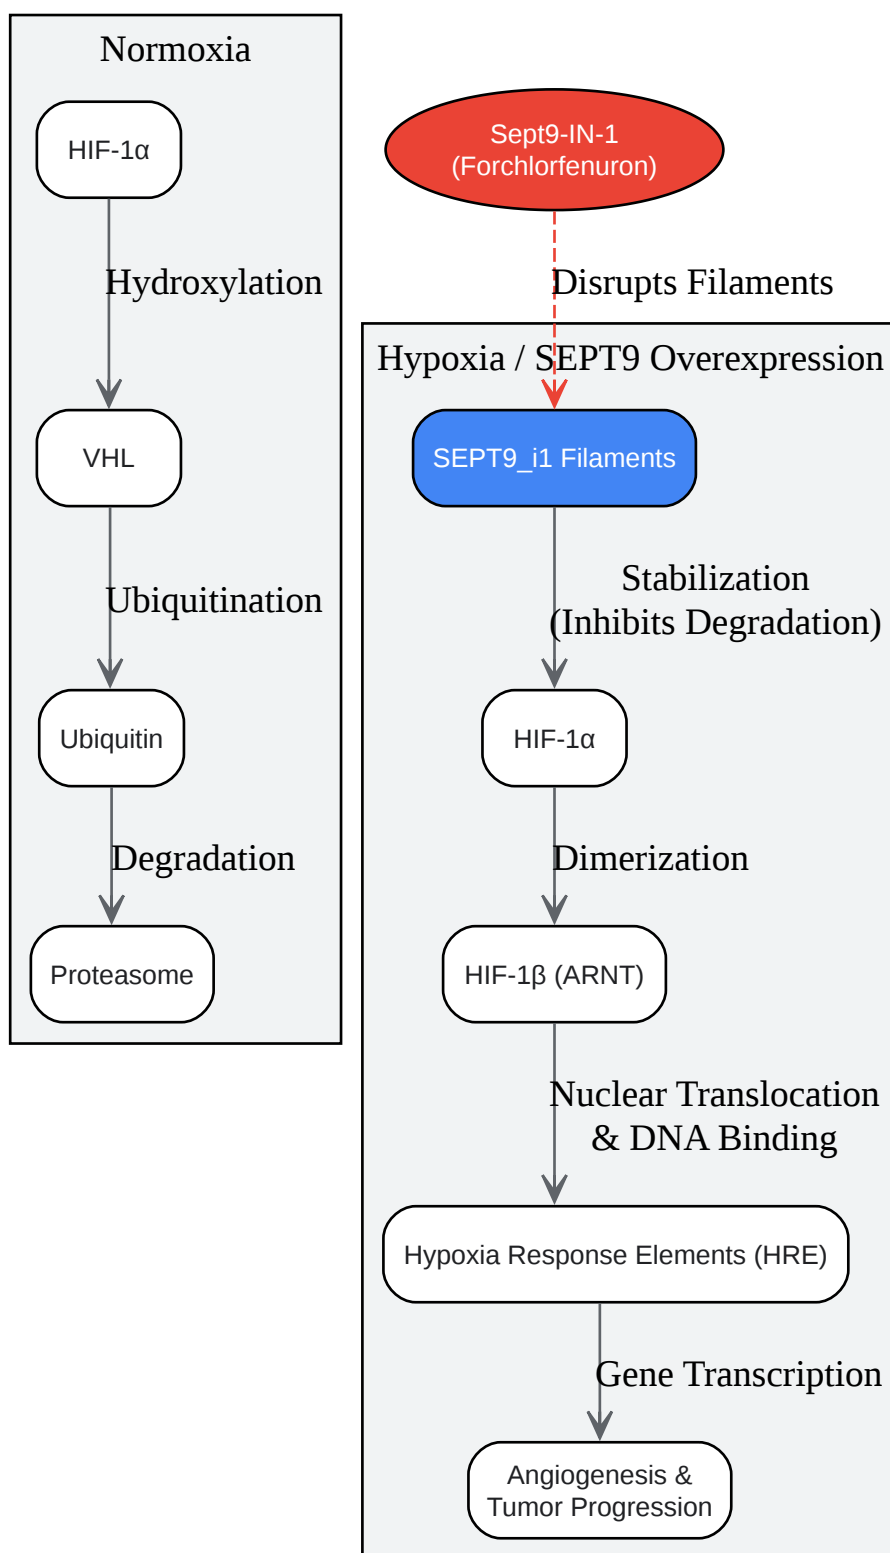 Normoxia
HIF-1α
Hydroxylation
VHL
Ubiquitination
Ubiquitin
Degradation
Proteasome
Sept9-IN-1
(Forchlorfenuron)
Disrupts Filaments
Hypoxia / SEPT9 Overexpression
SEPT9_i1 Filaments
Stabilization
(Inhibits Degradation)
HIF-1α
Dimerization
HIF-1β (ARNT)
Nuclear Translocation
& DNA Binding
Hypoxia Response Elements (HRE)
Gene Transcription
Angiogenesis &
Tumor Progression